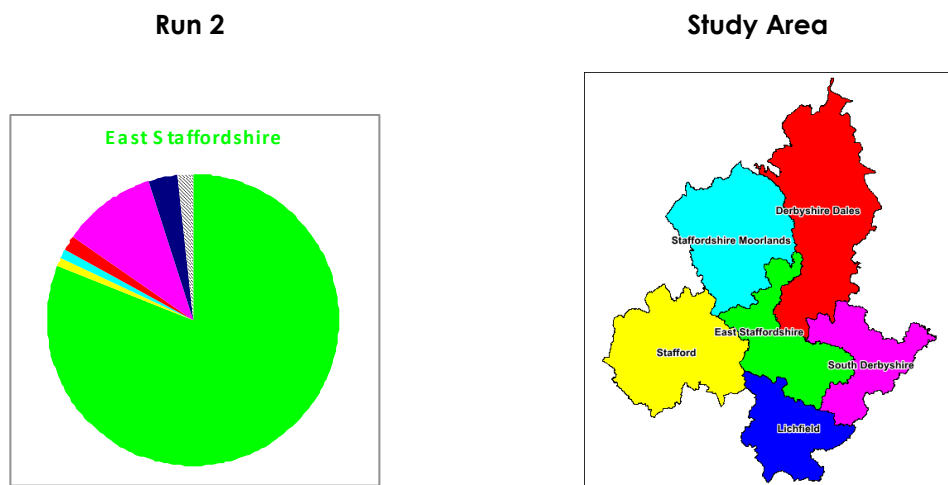 Run 2
Study Area
East Staffordshire
Derbyshire Dales
Staffordshire Moorlands
East Staffordshire
Stafford
South Derbyshire
Lichfield